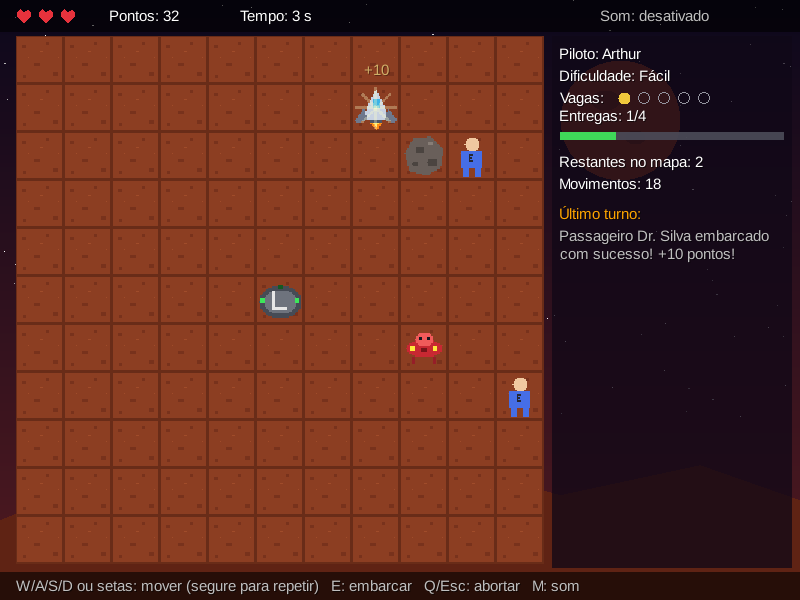 Pontos: 32 Tempo: 3 s Som: desativado
+10
Piloto: Arthur
Dificuldade: Fácil
Vagas:
Entregas: 1/4
Restantes no mapa: 2
Movimentos: 18
Último turno:
Passageiro Dr. Silva embarcado
com sucesso! +10 pontos!
E
L
E
W/A/S/D ou setas: mover (segure para repetir) E: embarcar Q/Esc: abortar M: som